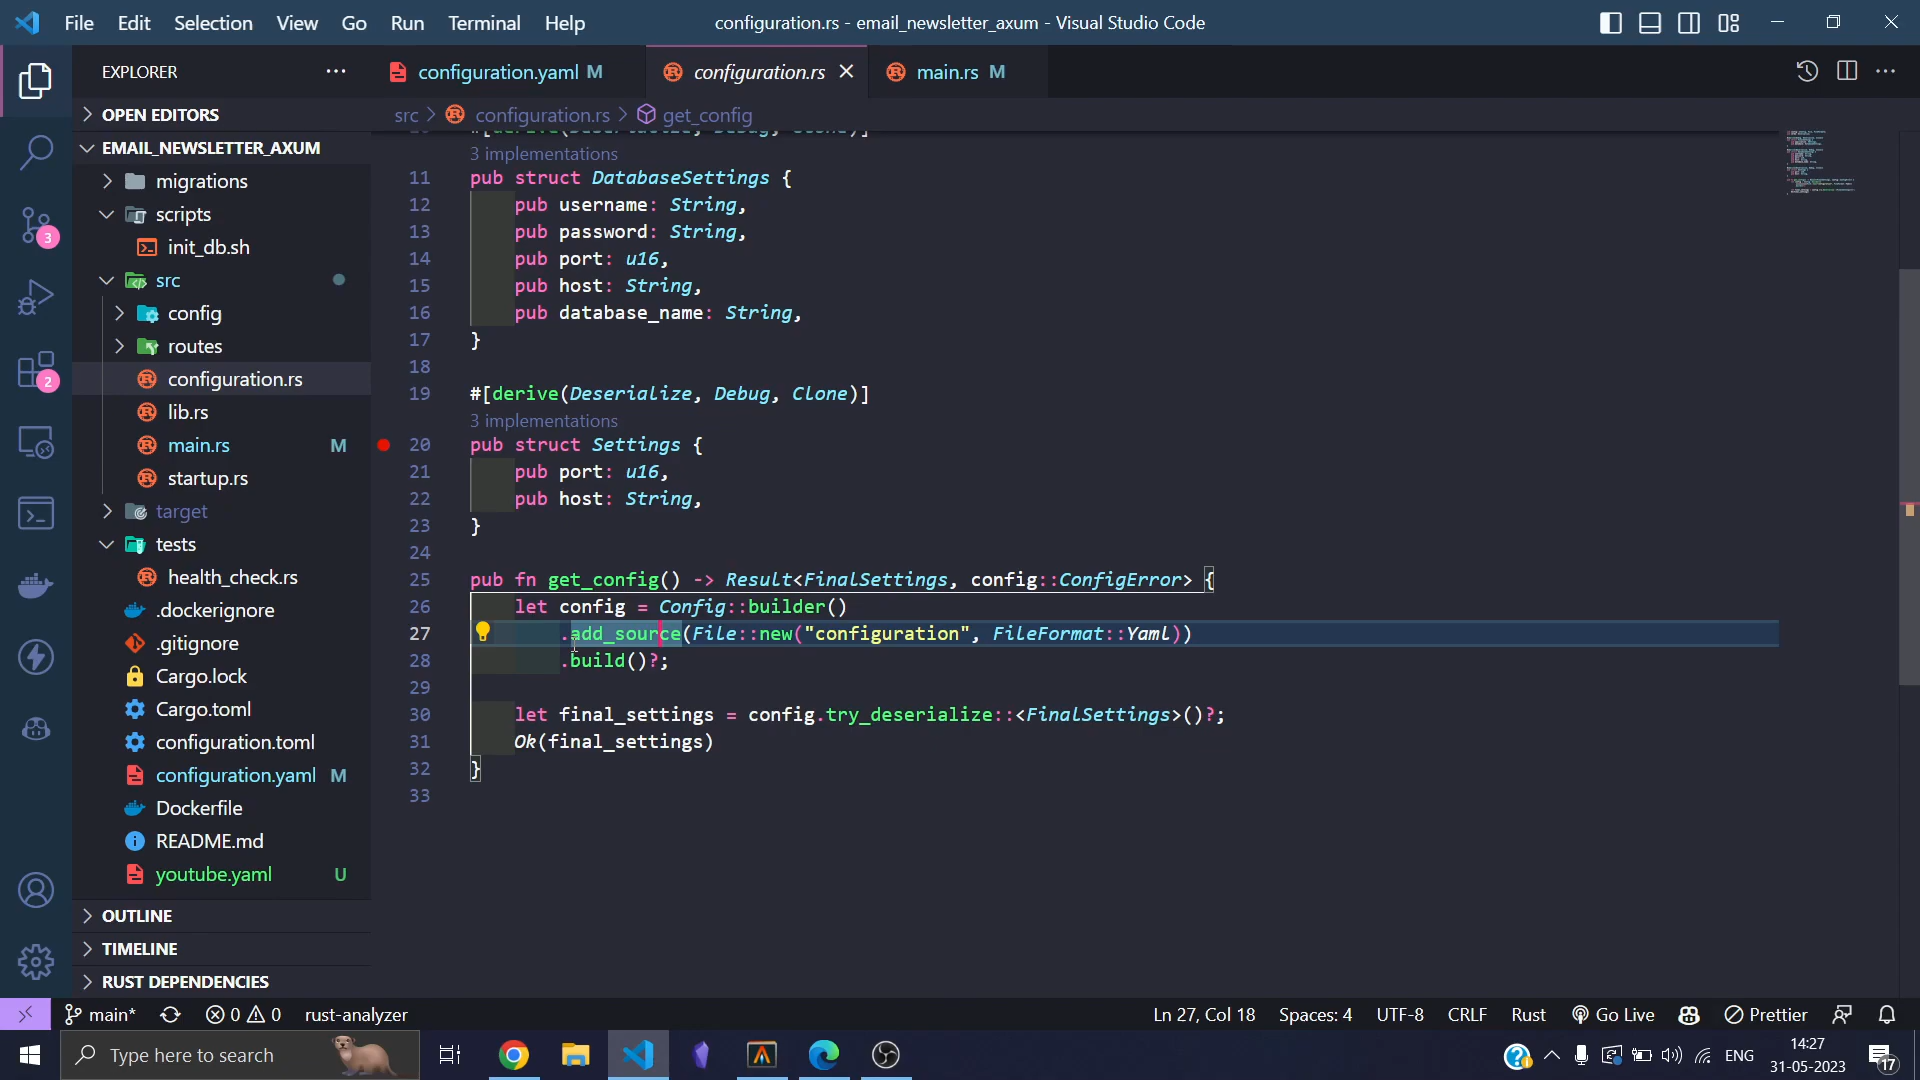 File Edit Selection View Go Run Terminal Help
configuration.rs - email_newsletter_axum - Visual Studio Code
EXPLORER
configuration.yaml M
configuration.rs
main.rs M
OPEN EDITORS
src > configuration.rs > get_config
EMAIL_NEWSLETTER_AXUM
migrations
scripts
init_db.sh
src
config
routes
configuration.rs
lib.rs
main.rs M
startup.rs
target
tests
health_check.rs
.dockerignore
.gitignore
Cargo.lock
Cargo.toml
configuration.toml
configuration.yaml M
Dockerfile
README.md
youtube.yaml U
OUTLINE
TIMELINE
RUST DEPENDENCIES
3
2
#[derive(Deserialize, Debug, Clone)]
3 implementations
11 pub struct DatabaseSettings {
12 pub username: String,
13 pub password: String,
14 pub port: u16,
15 pub host: String,
16 pub database_name: String,
17 }
18
19 #[derive(Deserialize, Debug, Clone)]
3 implementations
20 pub struct Settings {
21 pub port: u16,
22 pub host: String,
23 }
24
25 pub fn get_config() -> Result<FinalSettings, config::ConfigError> {
26 let config = Config::builder()
27 .add_source(File::new("configuration", FileFormat::Yaml))
28 .build()?;
29
30 let final_settings = config.try_deserialize::<FinalSettings>()?;
31 Ok(final_settings)
32 }
33
main* 0 0 rust-analyzer
Ln 27, Col 18 Spaces: 4 UTF-8 CRLF Rust Go Live Prettier
Type here to search
ENG
14:27
31-05-2023
17